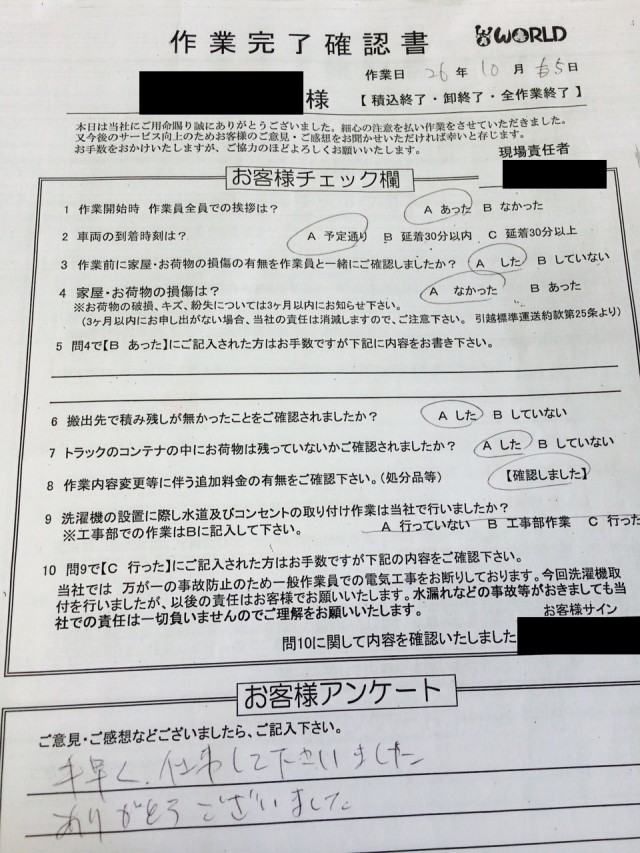 作業完了確認書 WORLD
作業日 26年10月5日
様 【積込終了・卸終了・全作業終了】
本日は当社にご用命賜り誠にありがとうございました。細心の注意を払い作業をさせていただきました。
又今後のサービス向上のためお客様のご意見・ご感想をお聞かせいただければ幸いと存じます。
お手数をおかけいたしますが、ご協力のほどよろしくお願いいたします。
現場責任者
お客様チェック欄
1 作業開始時 作業員全員での挨拶は? A あった B なかった
2 車両の到着時刻は? A 予定通り B 延着30分以内 C 延着30分以上
3 作業前に家屋・お荷物の損傷の有無を作業員と一緒にご確認しましたか? A した B していない
4 家屋・お荷物の損傷は? A なかった B あった
※お荷物の破損、キズ、紛失については3ヶ月以内にお知らせ下さい。
(3ヶ月以内にお申し出がない場合、当社の責任は消滅しますので、ご注意下さい。 引越標準運送約款第25条より)
5 問4で【B あった】にご記入された方はお手数ですが下記に内容をお書き下さい。
6 搬出先で積み残しが無かったことをご確認されましたか? A した B していない
7 トラックのコンテナの中にお荷物は残っていないかご確認されましたか? A した B していない
8 作業内容変更等に伴う追加料金の有無をご確認下さい。(処分品等) 【確認しました】
9 洗濯機の設置に際し水道及びコンセントの取り付け作業は当社で行いましたか?
※工事部での作業はBに記入して下さい。 A 行っていない B 工事部作業 C 行った
10 問9で【C 行った】にご記入された方はお手数ですが下記の内容をご確認下さい。
当社では 万が一の事故防止のため一般作業員での電気工事をお断りしております。今回洗濯機取
付を行いましたが、以後の責任はお客様でお願いいたします。水漏れなどの事故等がおきましても当
社での責任は一切負いませんのでご理解をお願いいたします。
お客様サイン
問10に関して内容を確認いたしました
お客様アンケート
ご意見・ご感想などございましたら、ご記入下さい。
手早く、仕事して下さいました
ありがとうございました